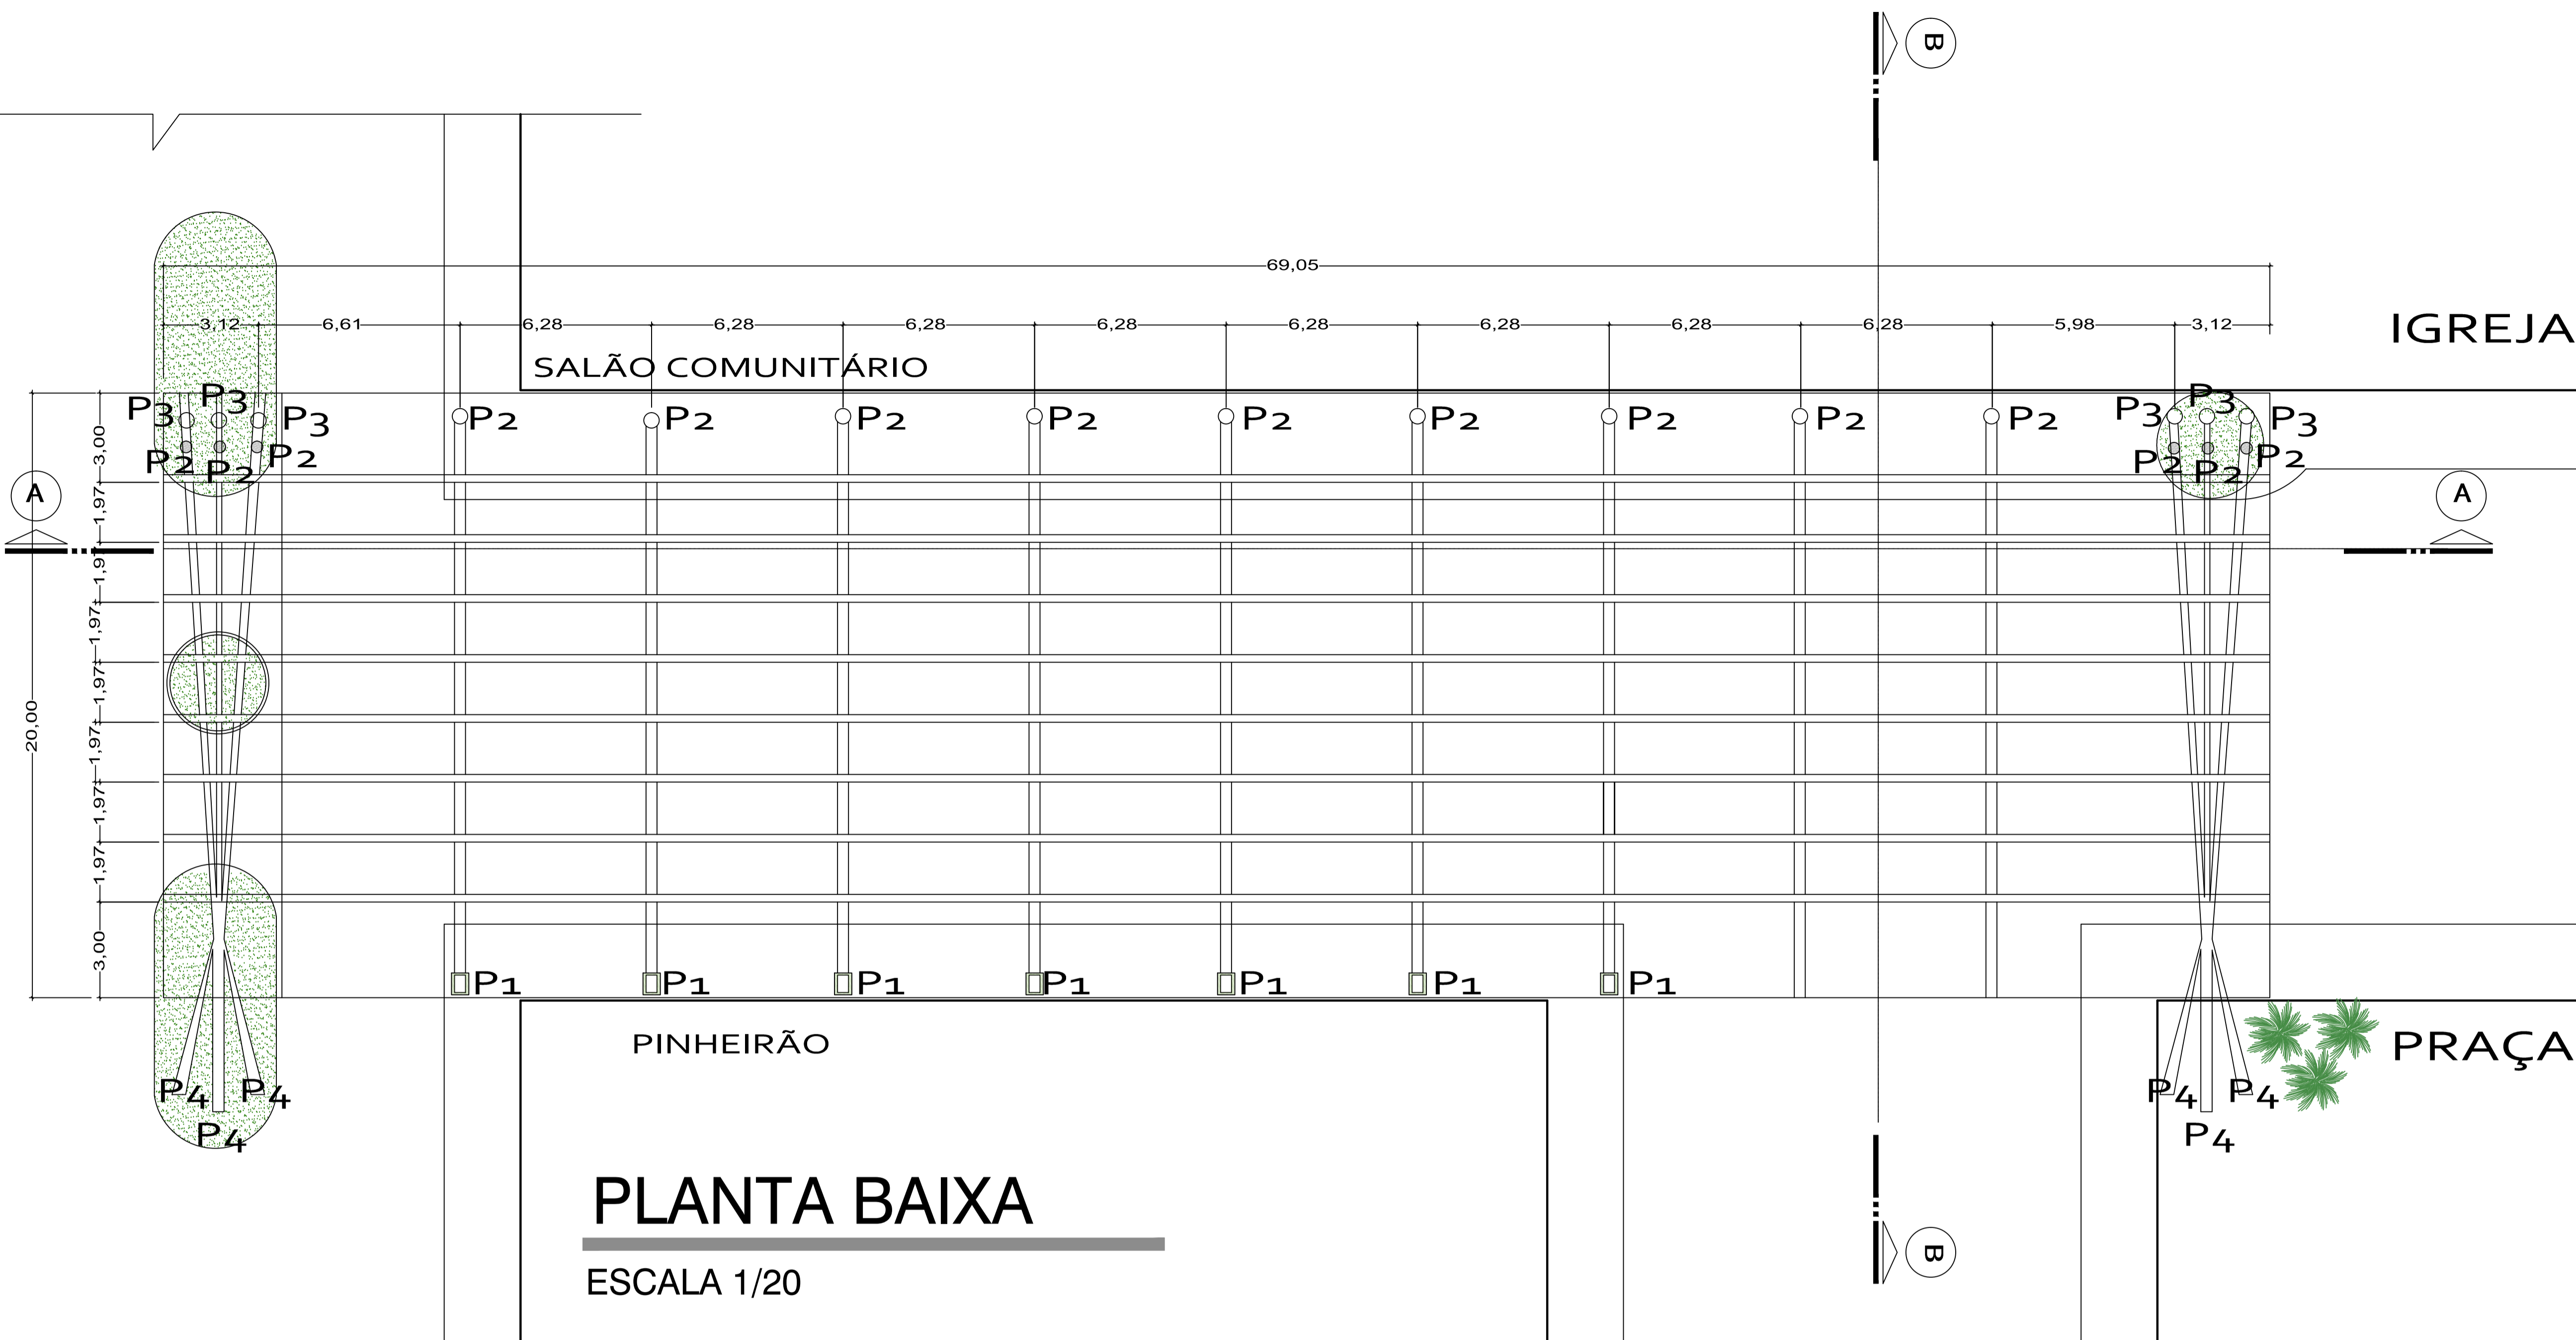 B
69,05
3,12 6,61 6,28 6,28 6,28 6,28 6,28 6,28 6,28 6,28 5,98 3,12
IGREJA
SALÃO COMUNITÁRIO
P3 P3 P3 P2 P2 P2 P2 P2 P2 P2 P2 P2 P3 P3 P3
P2 P2 P2 P2 P2 P2
A A
3,00
1,97
1,97
1,97
1,97
1,97
1,97
1,97
3,00
20,00
P1 P1 P1 P1 P1 P1 P1
PINHEIRÃO
PRAÇA
P4 P4 P4 P4
P4 P4
PLANTA BAIXA
B
ESCALA 1/20